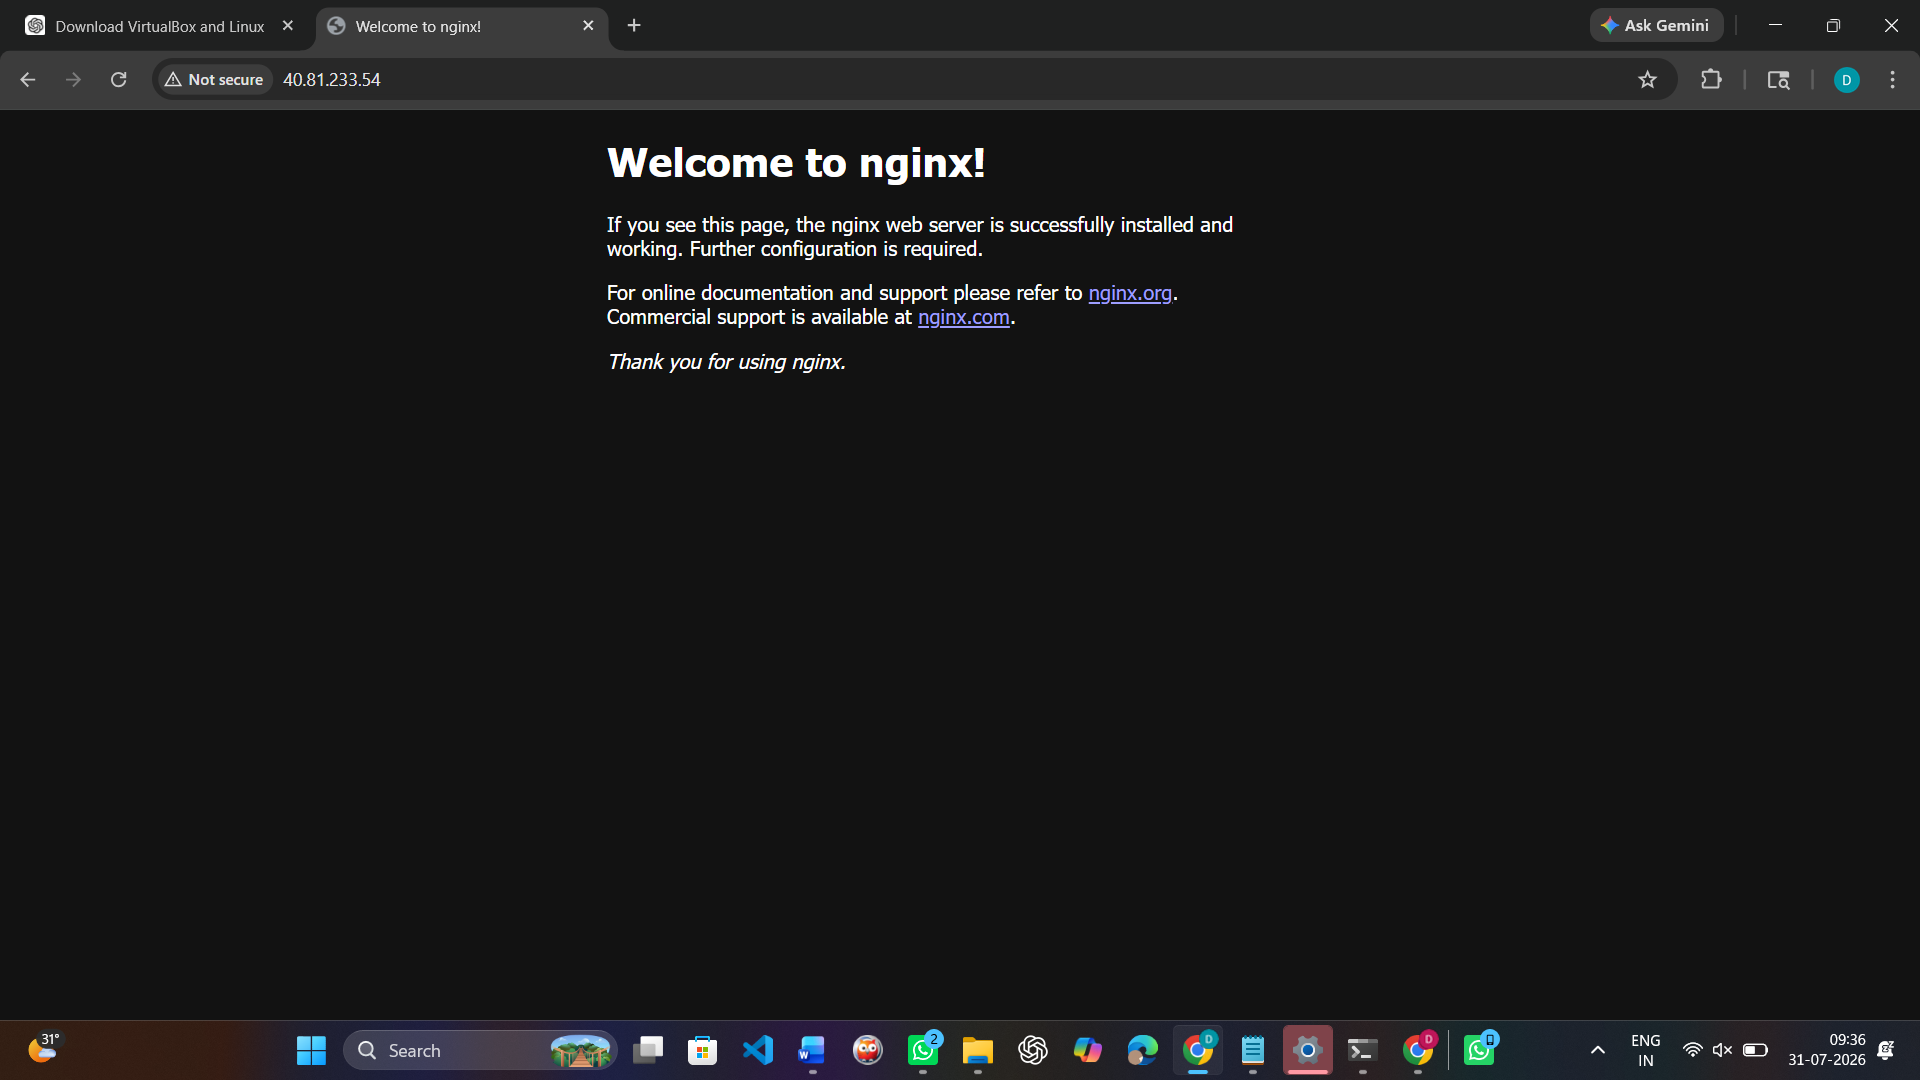 Download VirtualBox and Linux
Welcome to nginx!
Ask Gemini
Not secure
40.81.233.54
D
Welcome to nginx!
If you see this page, the nginx web server is successfully installed and
working. Further configuration is required.
For online documentation and support please refer to nginx.org.
Commercial support is available at nginx.com.
Thank you for using nginx.
31°
Search
W
2
D
D
ENG
IN
09:36
31-07-2026